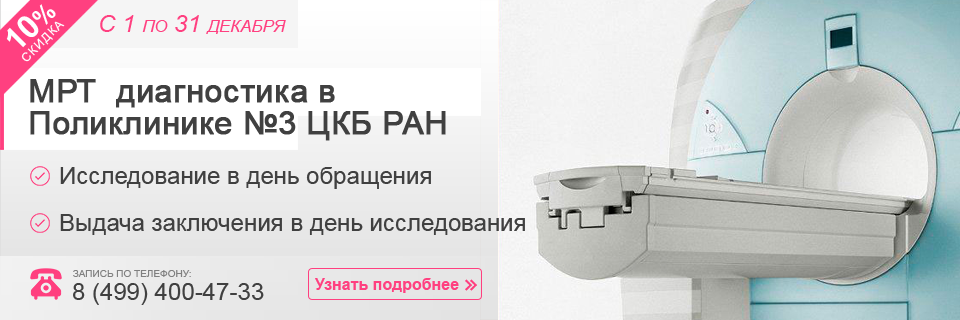 10%
СКИДКА
С 1 ПО 31 ДЕКАБРЯ
МРТ диагностика в
Поликлинике №3 ЦКБ РАН
Исследование в день обращения
Выдача заключения в день исследования
ЗАПИСЬ ПО ТЕЛЕФОНУ:
8 (499) 400-47-33
Узнать подробнее »